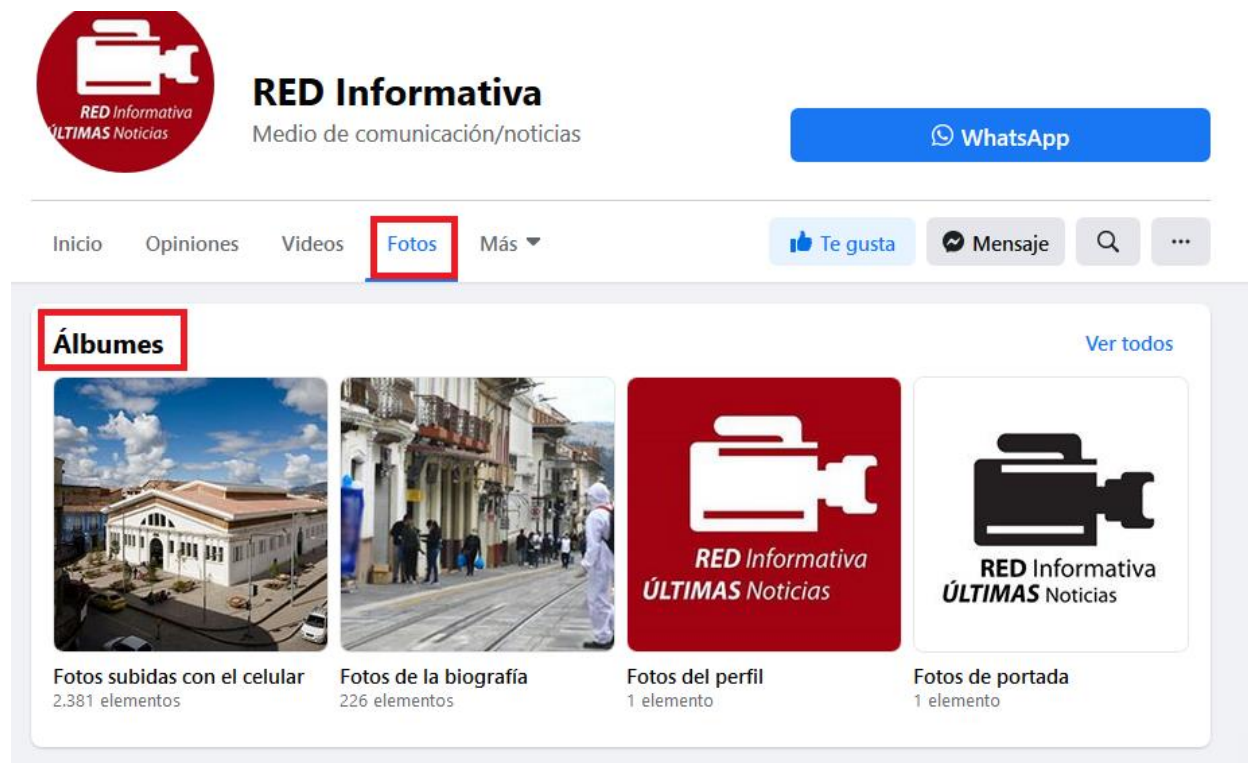 RED Informativa
ÚLTIMAS Noticias
RED Informativa
Medio de comunicación/noticias
WhatsApp
Inicio Opiniones Videos Fotos Más
Te gusta Mensaje
Álbumes
Ver todos
RED Informativa
ÚLTIMAS Noticias
RED Informativa
ÚLTIMAS Noticias
Fotos subidas con el celular
2.381 elementos
Fotos de la biografía
226 elementos
Fotos del perfil
1 elemento
Fotos de portada
1 elemento